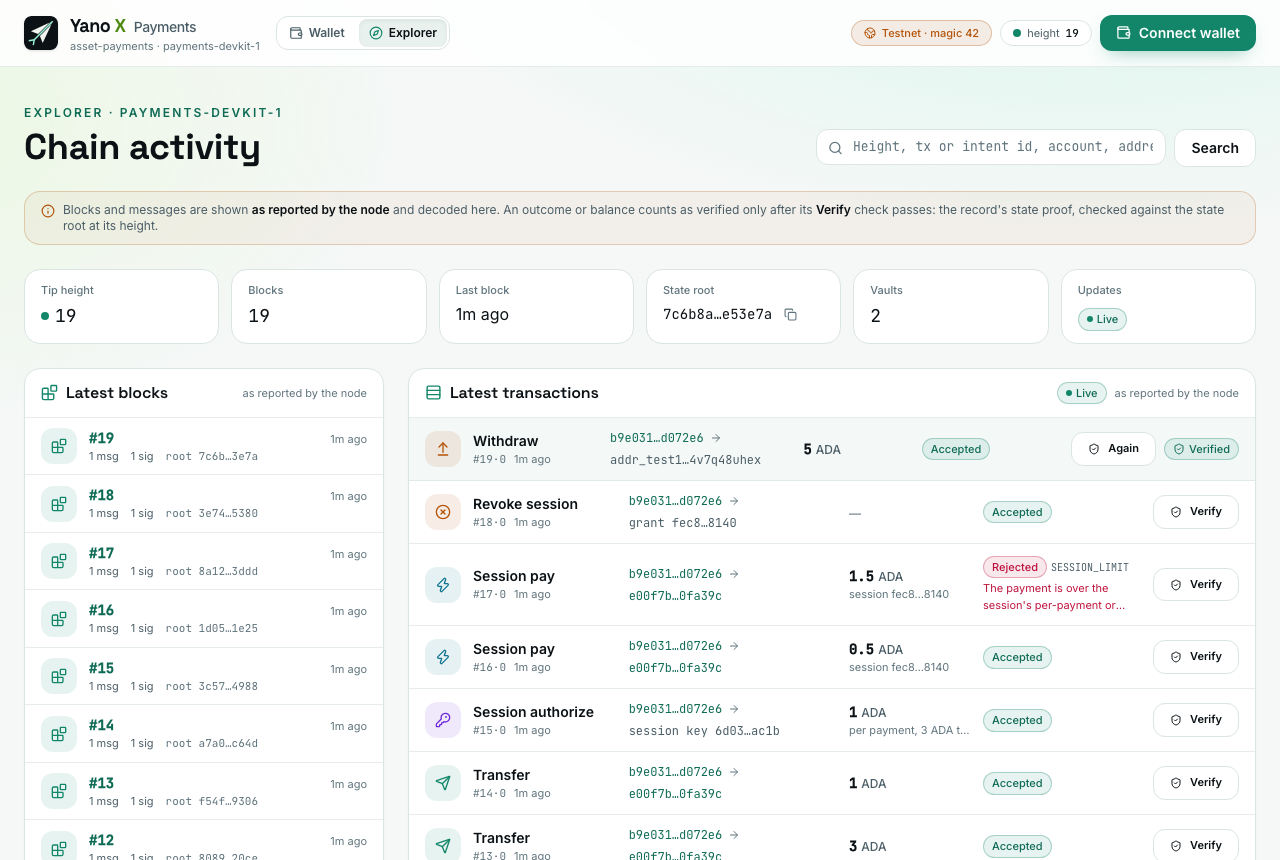 Yano X Payments
asset-payments · payments-devkit-1
Wallet
Explorer
Testnet · magic 42
height 19
Connect wallet
EXPLORER · PAYMENTS-DEVKIT-1
Chain activity
Height, tx or intent id, account, addre
Search
Blocks and messages are shown as reported by the node and decoded here. An outcome or balance counts as verified only after its Verify check passes: the record's state proof, checked against the state
root at its height.
Tip height
19
Blocks
19
Last block
1m ago
State root
7c6b8a…e53e7a
Vaults
2
Updates
Live
Latest blocks
as reported by the node
#19
1m ago
1 msg 1 sig root 7c6b…3e7a
#18
1m ago
1 msg 1 sig root 3e74…5380
#17
1m ago
1 msg 1 sig root 8a12…3ddd
#16
1m ago
1 msg 1 sig root 1d05…1e25
#15
1m ago
1 msg 1 sig root 3c57…4988
#14
1m ago
1 msg 1 sig root a7a0…c64d
#13
1m ago
1 msg 1 sig root f54f…9306
#12
1m ago
1 msg 1 sig root 8089…20ce
Latest transactions
Live
as reported by the node
Withdraw
#19·0 1m ago
b9e031…d072e6 →
addr_test1…4v7q48uhex
5 ADA
Accepted
Again
Verified
Revoke session
#18·0 1m ago
b9e031…d072e6 →
grant fec8…8140
—
Accepted
Verify
Session pay
#17·0 1m ago
b9e031…d072e6 →
e00f7b…0fa39c
1.5 ADA
session fec8…8140
Rejected SESSION_LIMIT
The payment is over the
session's per-payment or…
Verify
Session pay
#16·0 1m ago
b9e031…d072e6 →
e00f7b…0fa39c
0.5 ADA
session fec8…8140
Accepted
Verify
Session authorize
#15·0 1m ago
b9e031…d072e6 →
session key 6d03…ac1b
1 ADA
per payment, 3 ADA t…
Accepted
Verify
Transfer
#14·0 1m ago
b9e031…d072e6 →
e00f7b…0fa39c
1 ADA
Accepted
Verify
Transfer
#13·0 1m ago
b9e031…d072e6 →
e00f7b…0fa39c
3 ADA
Accepted
Verify